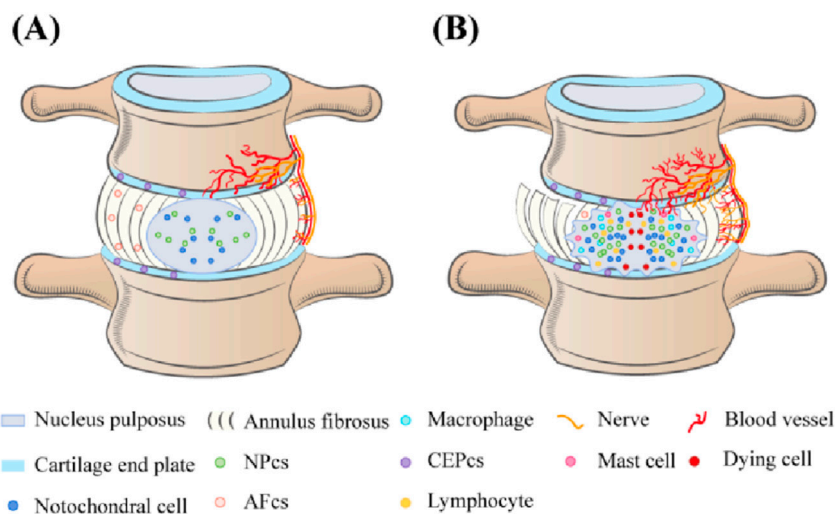 (A) (B)
Nucleus pulposus Annulus fibrosus Macrophage Nerve Blood vessel
Cartilage end plate NPcs CEPcs Mast cell Dying cell
Notochondral cell AFcs Lymphocyte